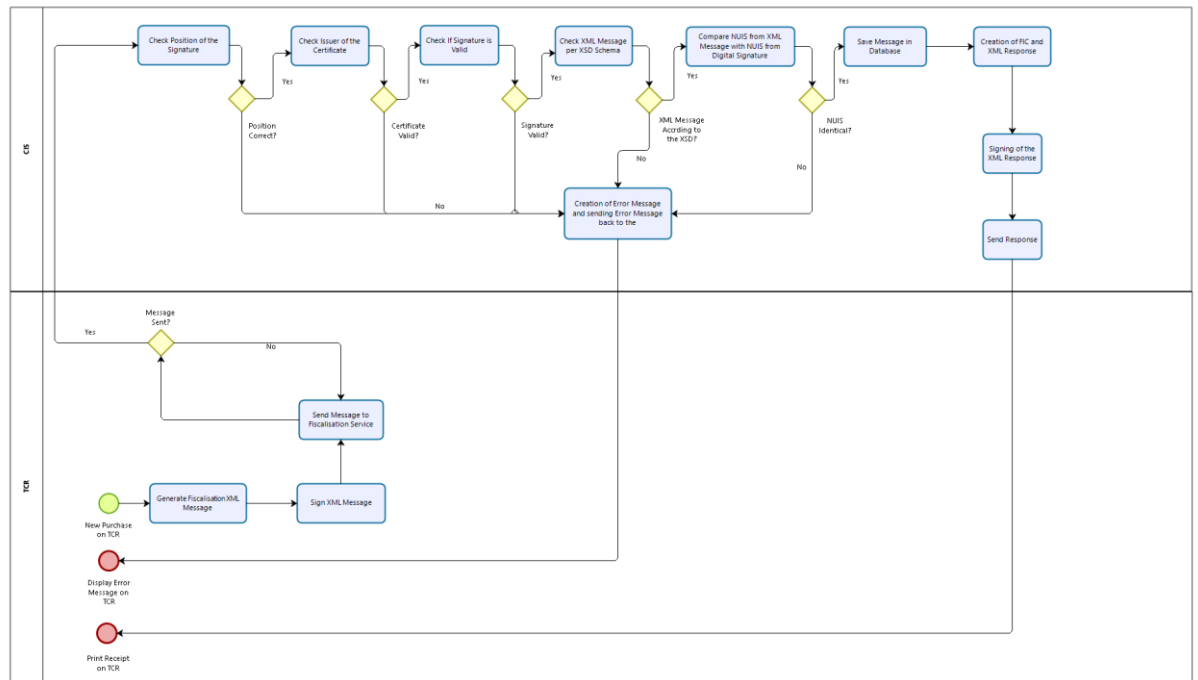 CIS
Check Position of the
Signature
Check Issuer of the
Certificate
Check If Signature is
Valid
Check XML Message
per XSD Schema
Compare NUIS from XML
Message with NUIS from
Digital Signature
Save Message in
Database
Creation of FIC and
XML Response
Yes
Yes
Yes
Yes
Yes
Position
Correct?
Certificate
Valid?
Signature
Valid?
XML Message
Accrding to
the XSD?
NUIS
Identical?
No
No
No
Signing of the
XML Response
Creation of Error Message
and sending Error Message
back to the
Send Response
TCR
Message
Sent?
Yes
No
Send Message to
Fiscalisation Service
Generate Fiscalisation XML
Message
Sign XML Message
New Purchase
on TCR
Display Error
Message on
TCR
Print Receipt
on TCR